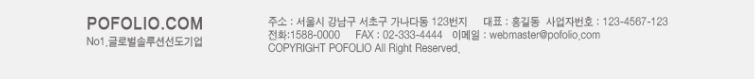 POFOLIO.COM
No1.글로벌솔루션선도기업
주소 : 서울시 강남구 서초구 가나다동 123번지 대표 : 홍길동 사업자번호 : 123-4567-123
전화:1588-0000 FAX : 02-333-4444 이메일 : webmaster@pofolio.com
COPYRIGHT POFOLIO All Right Reserved.